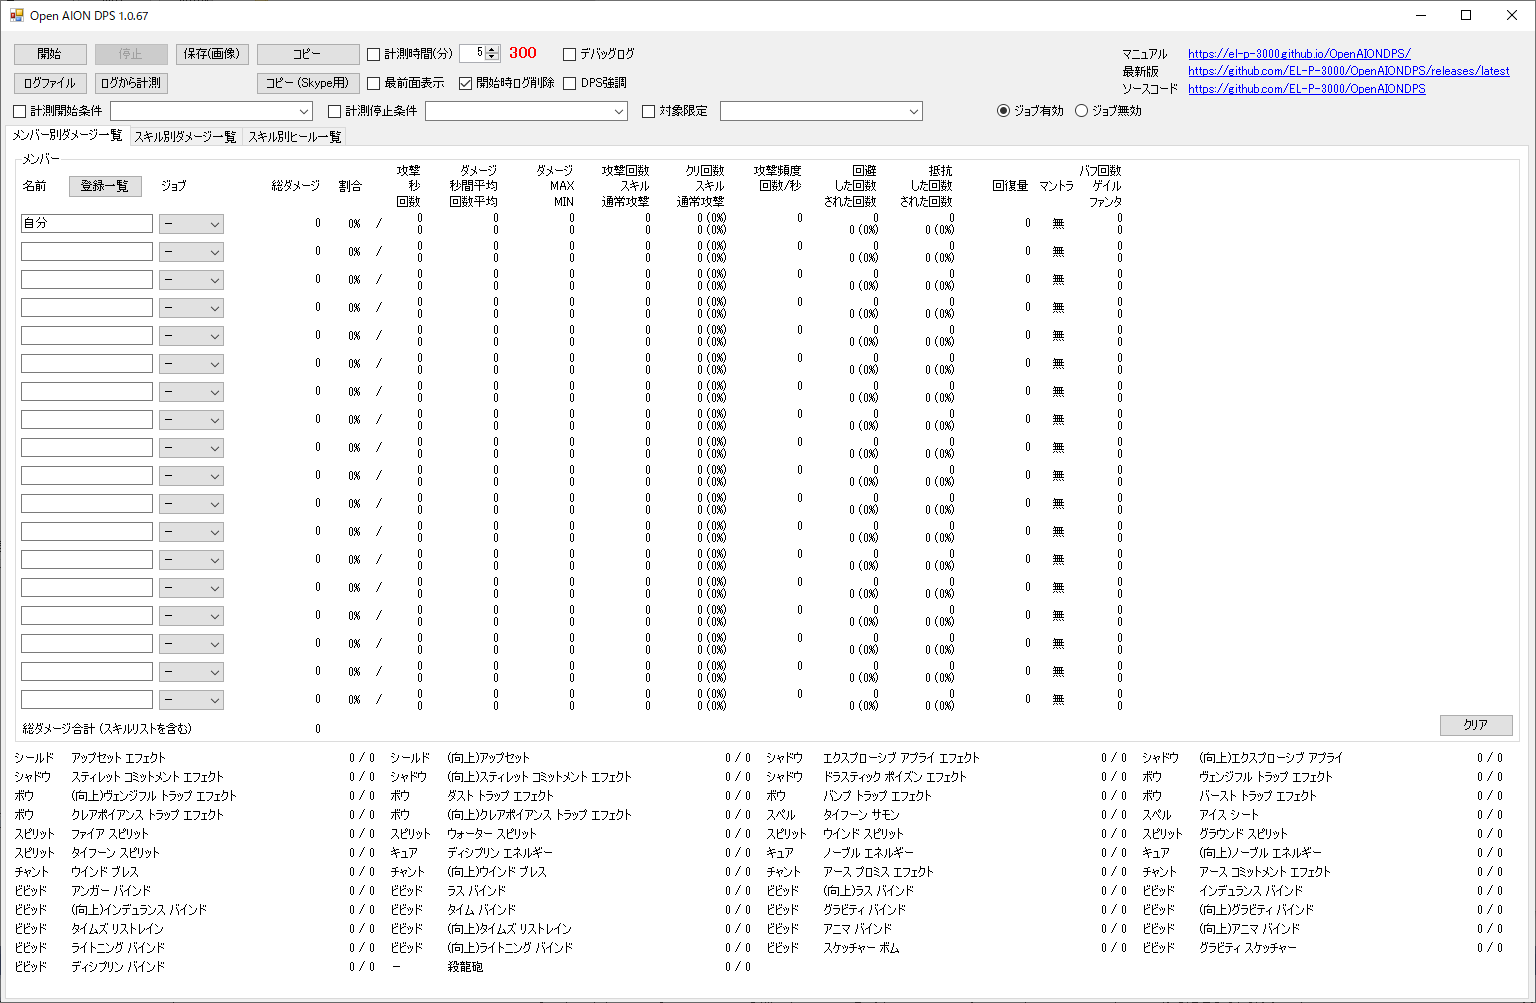 Open AION DPS 1.0.67
開始 停止 保存(画像) コピー 計測時間(分) 5 300 デバッグログ
マニュアル https://el-p-3000.github.io/OpenAIONDPS/
最新版 https://github.com/EL-P-3000/OpenAIONDPS/releases/latest
ログファイル ログから計測 コピー(Skype用) 最前面表示 開始時ログ削除 DPS強調
ソースコード https://github.com/EL-P-3000/OpenAIONDPS
計測開始条件 計測停止条件 対象限定 ジョブ有効 ジョブ無効
メンバー別ダメージ一覧 スキル別ダメージ一覧 スキル別ヒール一覧
メンバー
攻撃 ダメージ ダメージ 攻撃回数 クリ回数 攻撃頻度 回避 抵抗 バフ回数
名前 登録一覧 ジョブ 総ダメージ 割合 秒 秒間平均 MAX スキル スキル 回数/秒 した回数 した回数 回復量 マントラ ゲイル
回数 回数平均 MIN 通常攻撃 通常攻撃 された回数 された回数 ファンタ
0 0 0 0 0 (0%) 0 0 0 0
自分 - 0 0% / 0 無
0 0 0 0 0 (0%) 0 (0%) 0 (0%) 0
0 0 0 0 0 (0%) 0 0 0 0
- 0 0% / 0 無
0 0 0 0 0 (0%) 0 (0%) 0 (0%) 0
0 0 0 0 0 (0%) 0 0 0 0
- 0 0% / 0 無
0 0 0 0 0 (0%) 0 (0%) 0 (0%) 0
0 0 0 0 0 (0%) 0 0 0 0
- 0 0% / 0 無
0 0 0 0 0 (0%) 0 (0%) 0 (0%) 0
0 0 0 0 0 (0%) 0 0 0 0
- 0 0% / 0 無
0 0 0 0 0 (0%) 0 (0%) 0 (0%) 0
0 0 0 0 0 (0%) 0 0 0 0
- 0 0% / 0 無
0 0 0 0 0 (0%) 0 (0%) 0 (0%) 0
0 0 0 0 0 (0%) 0 0 0 0
- 0 0% / 0 無
0 0 0 0 0 (0%) 0 (0%) 0 (0%) 0
0 0 0 0 0 (0%) 0 0 0 0
- 0 0% / 0 無
0 0 0 0 0 (0%) 0 (0%) 0 (0%) 0
0 0 0 0 0 (0%) 0 0 0 0
- 0 0% / 0 無
0 0 0 0 0 (0%) 0 (0%) 0 (0%) 0
0 0 0 0 0 (0%) 0 0 0 0
- 0 0% / 0 無
0 0 0 0 0 (0%) 0 (0%) 0 (0%) 0
0 0 0 0 0 (0%) 0 0 0 0
- 0 0% / 0 無
0 0 0 0 0 (0%) 0 (0%) 0 (0%) 0
0 0 0 0 0 (0%) 0 0 0 0
- 0 0% / 0 無
0 0 0 0 0 (0%) 0 (0%) 0 (0%) 0
0 0 0 0 0 (0%) 0 0 0 0
- 0 0% / 0 無
0 0 0 0 0 (0%) 0 (0%) 0 (0%) 0
0 0 0 0 0 (0%) 0 0 0 0
- 0 0% / 0 無
0 0 0 0 0 (0%) 0 (0%) 0 (0%) 0
0 0 0 0 0 (0%) 0 0 0 0
- 0 0% / 0 無
0 0 0 0 0 (0%) 0 (0%) 0 (0%) 0
0 0 0 0 0 (0%) 0 0 0 0
- 0 0% / 0 無
0 0 0 0 0 (0%) 0 (0%) 0 (0%) 0
0 0 0 0 0 (0%) 0 0 0 0
- 0 0% / 0 無
0 0 0 0 0 (0%) 0 (0%) 0 (0%) 0
0 0 0 0 0 (0%) 0 0 0 0
- 0 0% / 0 無
0 0 0 0 0 (0%) 0 (0%) 0 (0%) 0
総ダメージ合計 (スキルリストを含む) 0 クリア
シールド アップセット エフェクト 0 / 0 シールド (向上)アップセット 0 / 0 シャドウ エクスプローシブ アプライ エフェクト 0 / 0 シャドウ (向上)エクスプローシブ アプライ 0 / 0
シャドウ スティレット コミットメント エフェクト 0 / 0 シャドウ (向上)スティレット コミットメント エフェクト 0 / 0 シャドウ ドラスティック ポイズン エフェクト 0 / 0 ボウ ヴェンジフル トラップ エフェクト 0 / 0
ボウ (向上)ヴェンジフル トラップ エフェクト 0 / 0 ボウ ダスト トラップ エフェクト 0 / 0 ボウ バンプ トラップ エフェクト 0 / 0 ボウ バースト トラップ エフェクト 0 / 0
ボウ クレアボイアンス トラップ エフェクト 0 / 0 ボウ (向上)クレアボイアンス トラップ エフェクト 0 / 0 スペル タイフーン サモン 0 / 0 スペル アイス シート 0 / 0
スピリット ファイア スピリット 0 / 0 スピリット ウォーター スピリット 0 / 0 スピリット ウインド スピリット 0 / 0 スピリット グラウンド スピリット 0 / 0
スピリット タイフーン スピリット 0 / 0 キュア ディシプリン エネルギー 0 / 0 キュア ノーブル エネルギー 0 / 0 キュア (向上)ノーブル エネルギー 0 / 0
チャント ウインド ブレス 0 / 0 チャント (向上)ウインド ブレス 0 / 0 チャント アース プロミス エフェクト 0 / 0 チャント アース コミットメント エフェクト 0 / 0
ビビッド アンガー バインド 0 / 0 ビビッド ラス バインド 0 / 0 ビビッド (向上)ラス バインド 0 / 0 ビビッド インデュランス バインド 0 / 0
ビビッド (向上)インデュランス バインド 0 / 0 ビビッド タイム バインド 0 / 0 ビビッド グラビティ バインド 0 / 0 ビビッド (向上)グラビティ バインド 0 / 0
ビビッド タイムズ リストレイン 0 / 0 ビビッド (向上)タイムズ リストレイン 0 / 0 ビビッド アニマ バインド 0 / 0 ビビッド (向上)アニマ バインド 0 / 0
ビビッド ライトニング バインド 0 / 0 ビビッド (向上)ライトニング バインド 0 / 0 ビビッド スケッチャー ボム 0 / 0 ビビッド グラビティ スケッチャー 0 / 0
ビビッド ディシプリン バインド 0 / 0 - 殺龍砲 0 / 0